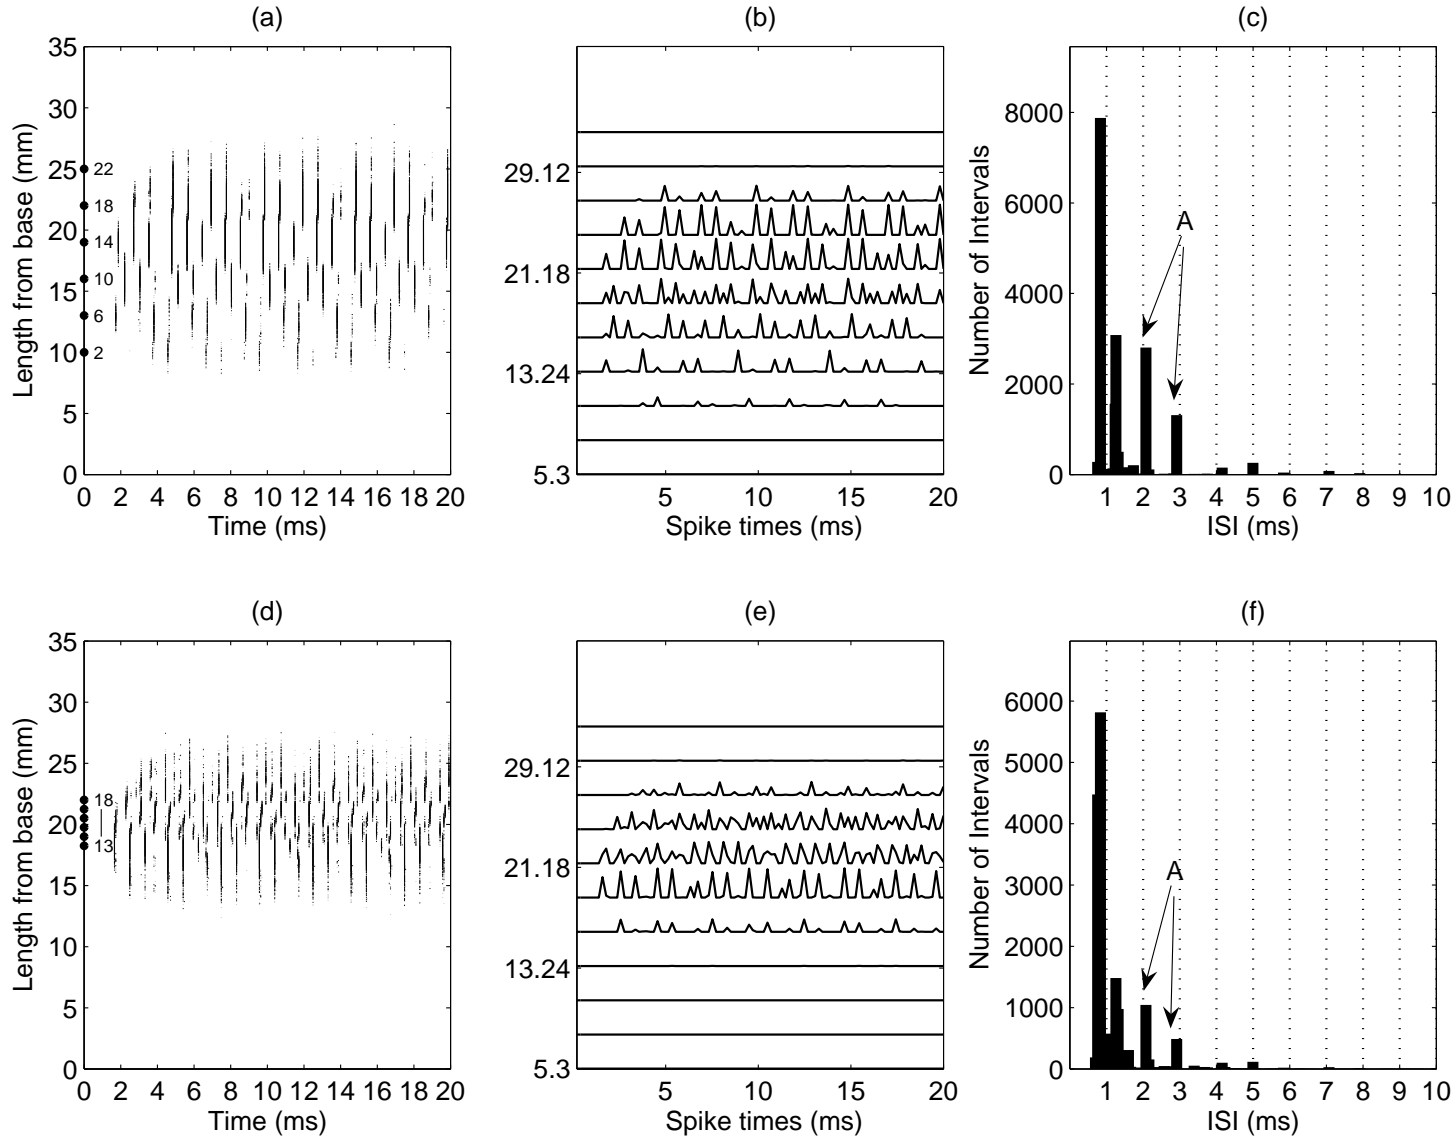 (a)
35
30
25
20
15
10
5
0
22
18
14
10
6
2
Length from base (mm)
0 2 4 6 8 10 12 14 16 18 20
Time (ms)
(b)
29.12
21.18
13.24
5.3
5 10 15 20
Spike times (ms)
(c)
8000
6000
4000
2000
0
Number of Intervals
A
1 2 3 4 5 6 7 8 9 10
ISI (ms)
(d)
35
30
25
20
15
10
5
0
18
13
Length from base (mm)
0 2 4 6 8 10 12 14 16 18 20
Time (ms)
(e)
29.12
21.18
13.24
5.3
5 10 15 20
Spike times (ms)
(f)
6000
5000
4000
3000
2000
1000
0
Number of Intervals
A
1 2 3 4 5 6 7 8 9 10
ISI (ms)